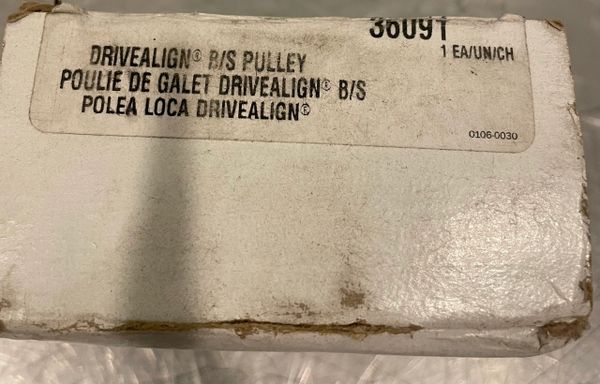 36091
DRIVEALIGN® B/S PULLEY
1 EA/UN/CH
POULIE DE GALET DRIVEALIGN® B/S
POLEA LOCA DRIVEALIGN®
0106-0030